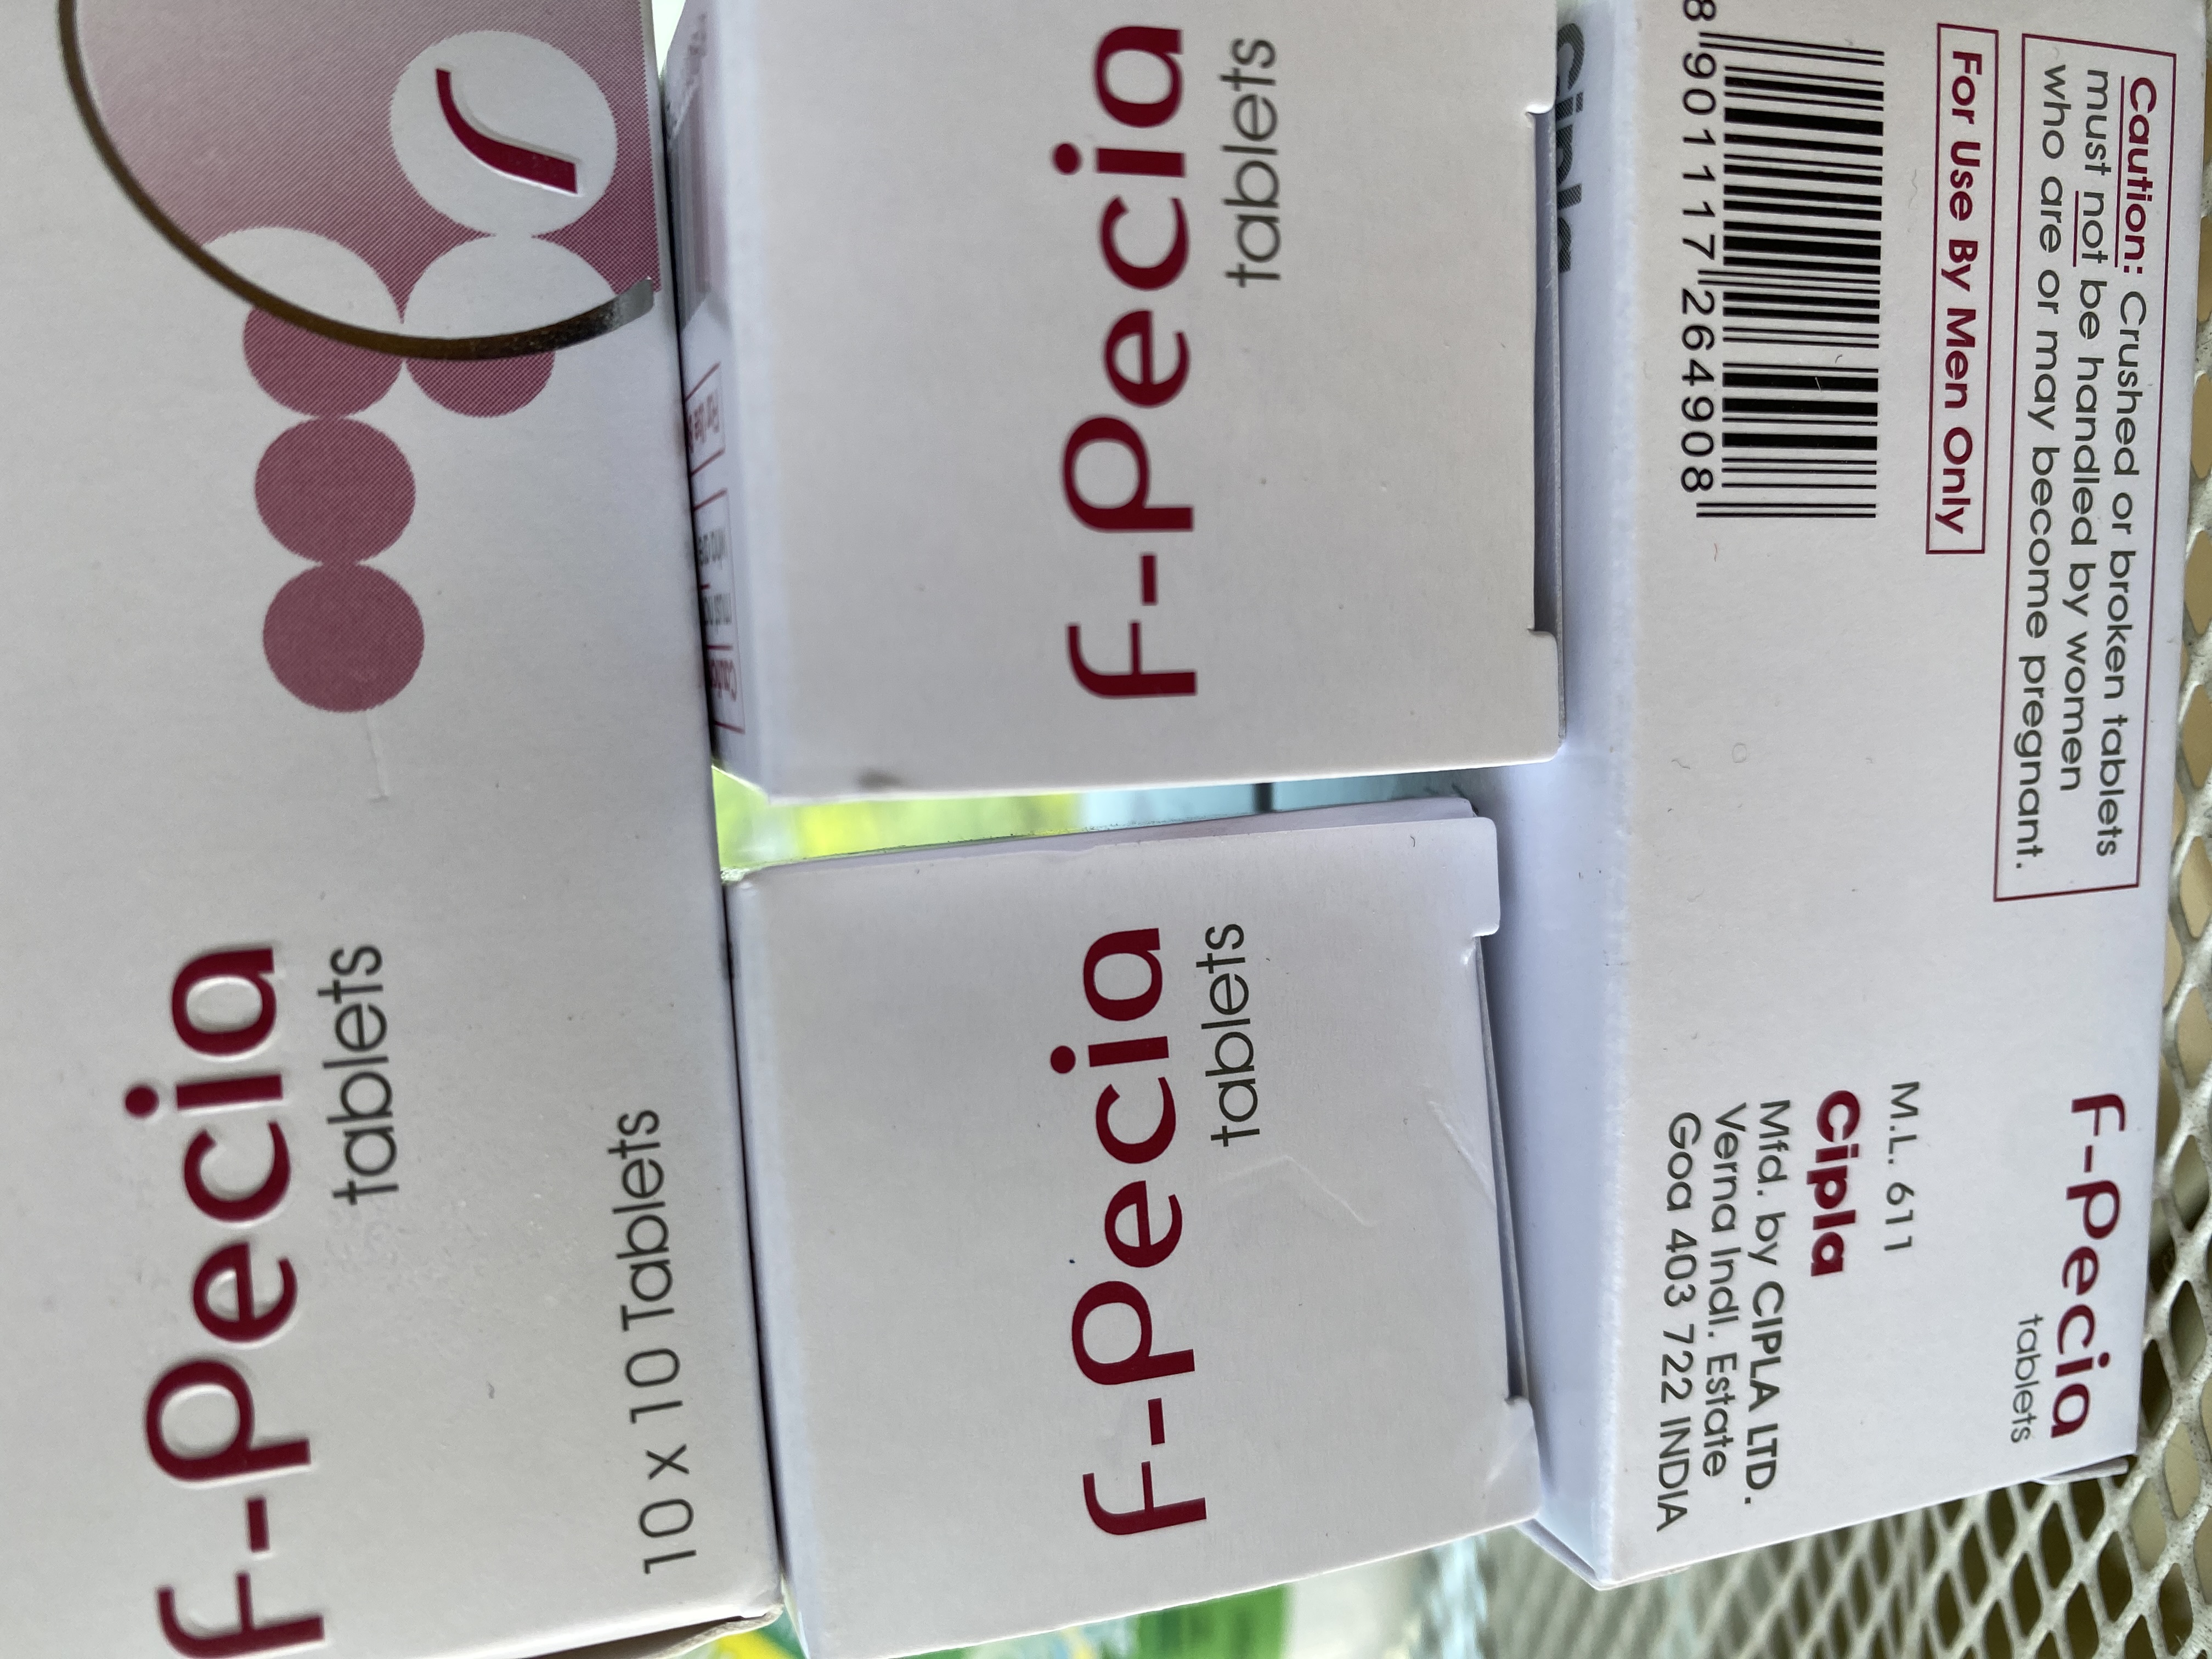 F-Pecia
tablets
10 x 10 Tablets
F-Pecia
tablets
F-Pecia
tablets
Cipla
Caution: Crushed or broken tablets
must not be handled by women
who are or may become pregnant.
For Use By Men Only
8 901117 264908
F-Pecia
tablets
M.L. 611
Cipla
Mfd. by CIPLA LTD.
Verna Indl. Estate
Goa 403 722 INDIA